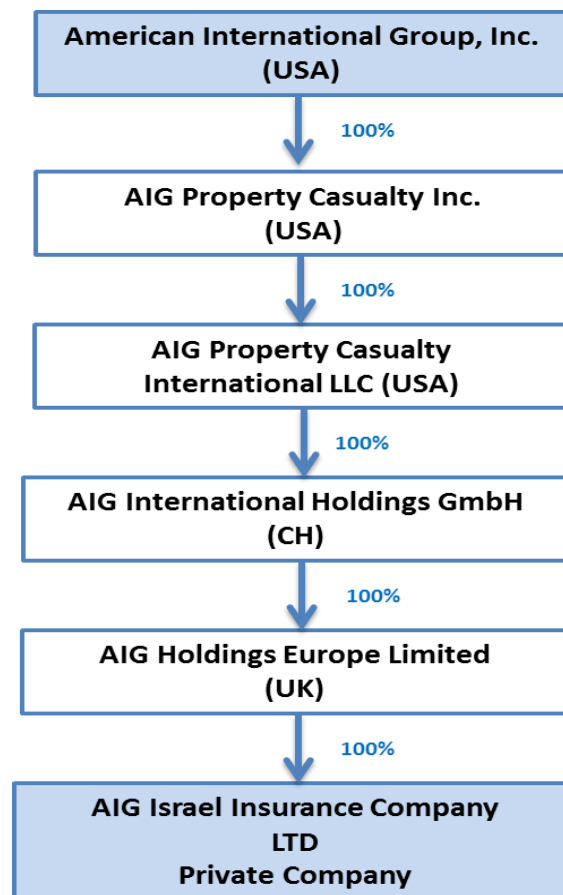 American International Group, Inc.
(USA)
100%
AIG Property Casualty Inc.
(USA)
100%
AIG Property Casualty
International LLC (USA)
100%
AIG International Holdings GmbH
(CH)
100%
AIG Holdings Europe Limited
(UK)
100%
AIG Israel Insurance Company
LTD
Private Company